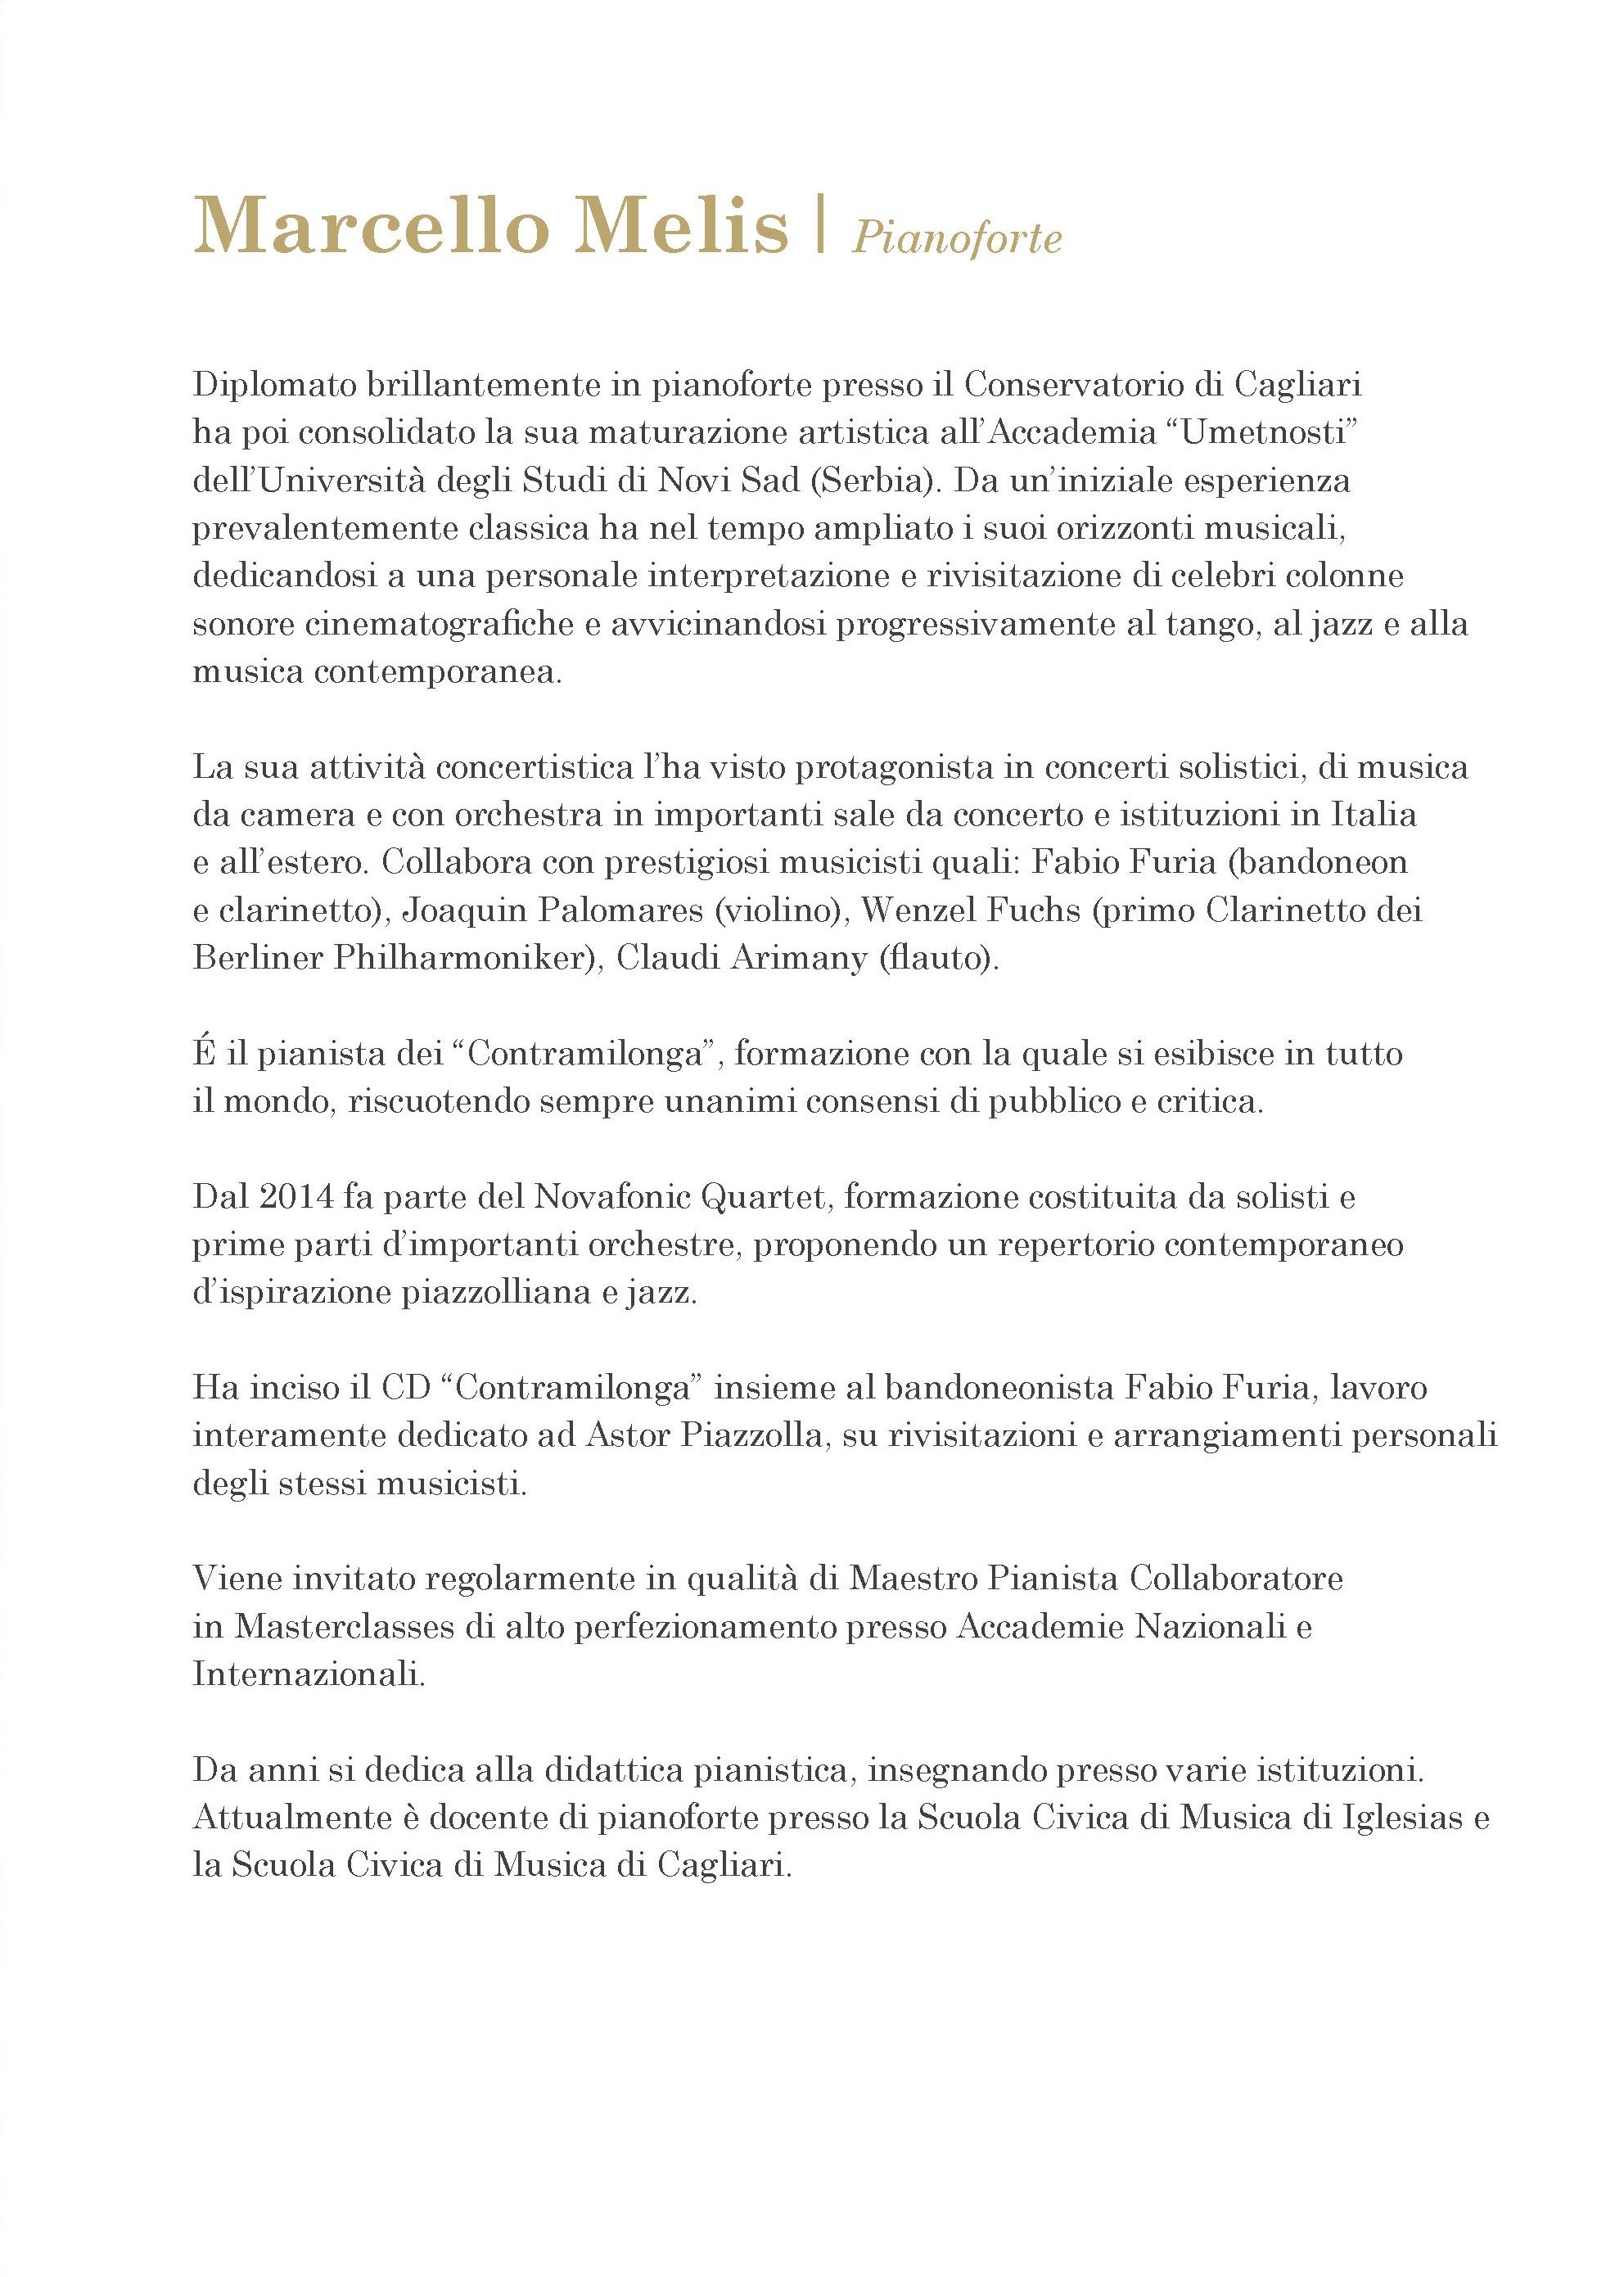 Marcello Melis | Pianoforte
Diplomato brillantemente in pianoforte presso il Conservatorio di Cagliari
ha poi consolidato la sua maturazione artistica all’Accademia “Umetnosti”
dell’Università degli Studi di Novi Sad (Serbia). Da un’iniziale esperienza
prevalentemente classica ha nel tempo ampliato i suoi orizzonti musicali,
dedicandosi a una personale interpretazione e rivisitazione di celebri colonne
sonore cinematografiche e avvicinandosi progressivamente al tango, al jazz e alla
musica contemporanea.
La sua attività concertistica l’ha visto protagonista in concerti solistici, di musica
da camera e con orchestra in importanti sale da concerto e istituzioni in Italia
e all’estero. Collabora con prestigiosi musicisti quali: Fabio Furia (bandoneon
e clarinetto), Joaquin Palomares (violino), Wenzel Fuchs (primo Clarinetto dei
Berliner Philharmoniker), Claudi Arimany (flauto).
É il pianista dei “Contramilonga”, formazione con la quale si esibisce in tutto
il mondo, riscuotendo sempre unanimi consensi di pubblico e critica.
Dal 2014 fa parte del Novafonic Quartet, formazione costituita da solisti e
prime parti d’importanti orchestre, proponendo un repertorio contemporaneo
d’ispirazione piazzolliana e jazz.
Ha inciso il CD “Contramilonga” insieme al bandoneonista Fabio Furia, lavoro
interamente dedicato ad Astor Piazzolla, su rivisitazioni e arrangiamenti personali
degli stessi musicisti.
Viene invitato regolarmente in qualità di Maestro Pianista Collaboratore
in Masterclasses di alto perfezionamento presso Accademie Nazionali e
Internazionali.
Da anni si dedica alla didattica pianistica, insegnando presso varie istituzioni.
Attualmente è docente di pianoforte presso la Scuola Civica di Musica di Iglesias e
la Scuola Civica di Musica di Cagliari.